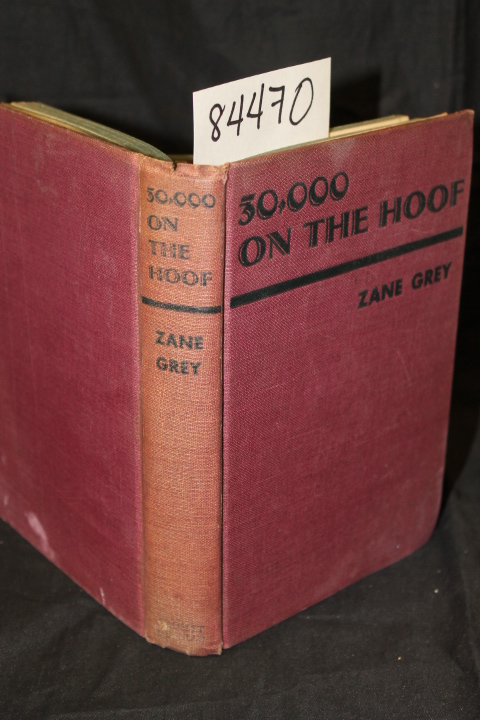 84470
30,000
ON THE HOOF
ZANE GREY
30,000
ON
THE
HOOF
ZANE
GREY